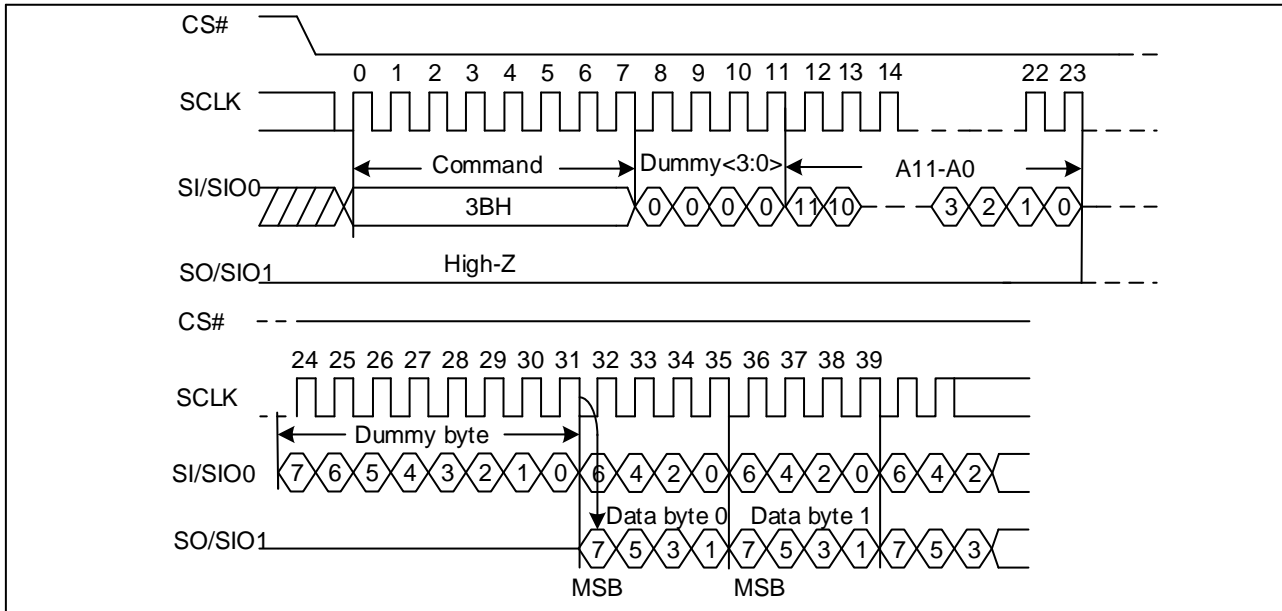 CS#
0 1 2 3 4 5 6 7 8 9 10 11 12 13 14 22 23
SCLK
Command Dummy<3:0> A11-A0
SI/SIO0
3BH 0 0 0 0 11 10 3 2 1 0
High-Z
SO/SIO1
CS#
24 25 26 27 28 29 30 31 32 33 34 35 36 37 38 39
SCLK
Dummy byte
SI/SIO0 7 6 5 4 3 2 1 0 6 4 2 0 6 4 2 0 6 4 2
Data byte 0 Data byte 1
SO/SIO1 7 5 3 1 7 5 3 1 7 5 3
MSB MSB